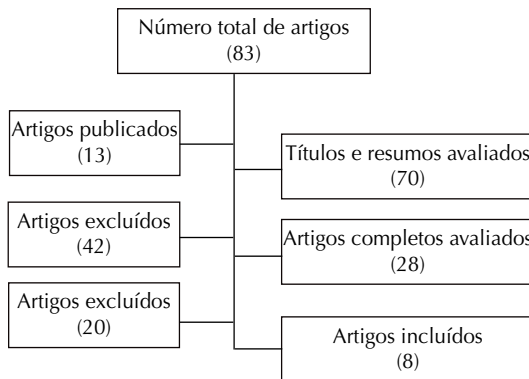 Número total de artigos
(83)
Artigos publicados
(13)
Títulos e resumos avaliados
(70)
Artigos excluídos
(42)
Artigos completos avaliados
(28)
Artigos excluídos
(20)
Artigos incluídos
(8)